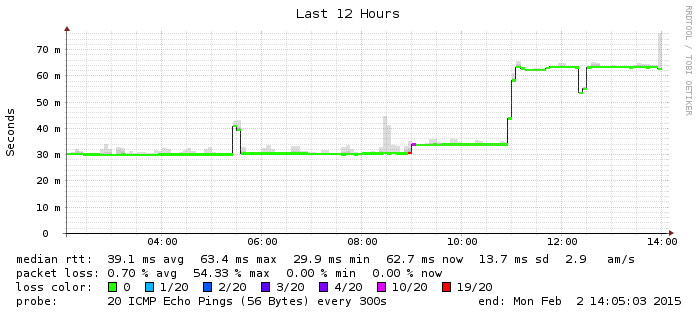 Last 12 Hours
RRDTOOL / TOBI OETIKER
Seconds
70 m
60 m
50 m
40 m
30 m
20 m
10 m
0
04:00 06:00 08:00 10:00 12:00 14:00
median rtt: 39.1 ms avg 63.4 ms max 29.9 ms min 62.7 ms now 13.7 ms sd 2.9 am/s
packet loss: 0.70 % avg 54.33 % max 0.00 % min 0.00 % now
loss color: 0 1/20 2/20 3/20 4/20 10/20 19/20
probe: 20 ICMP Echo Pings (56 Bytes) every 300s end: Mon Feb 2 14:05:03 2015